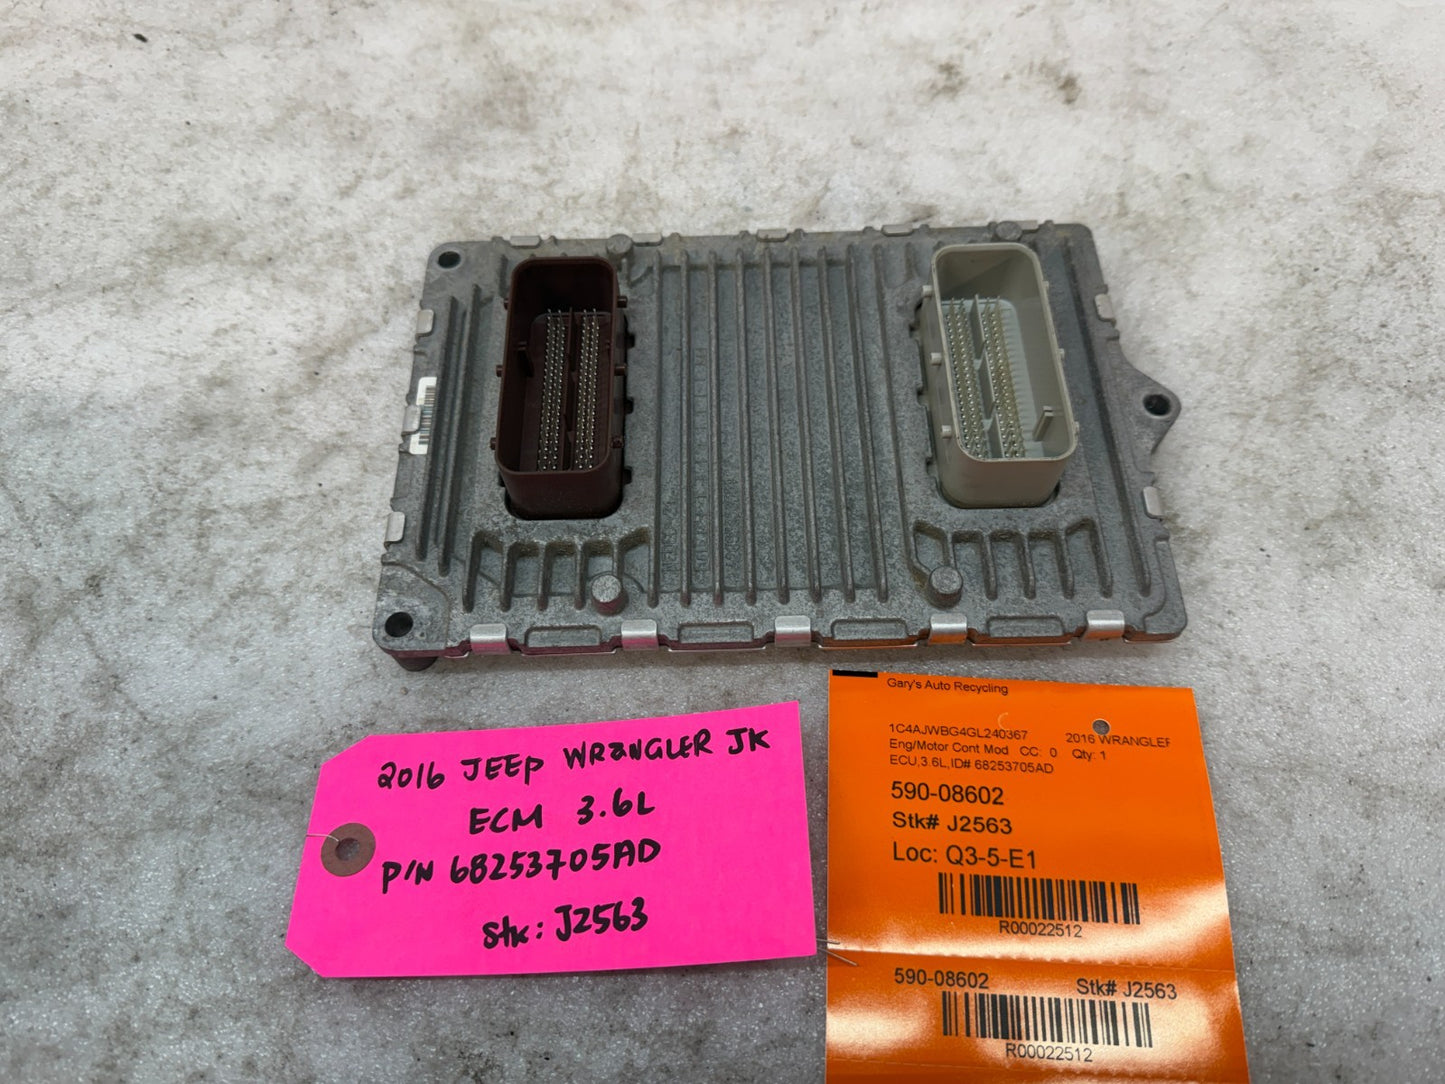 2016 JEEP WRANGLER JK
ECM 3.6L
P/N 68253705AD
Stk: J2563
Gary's Auto Recycling
1C4AJWBG4GL240367 2016 WRANGLER
Eng/Motor Cont Mod CC: 0 Qty: 1
ECU,3.6L,ID# 68253705AD
590-08602
Stk# J2563
Loc: Q3-5-E1
R00022512
590-08602 Stk# J2563
R00022512